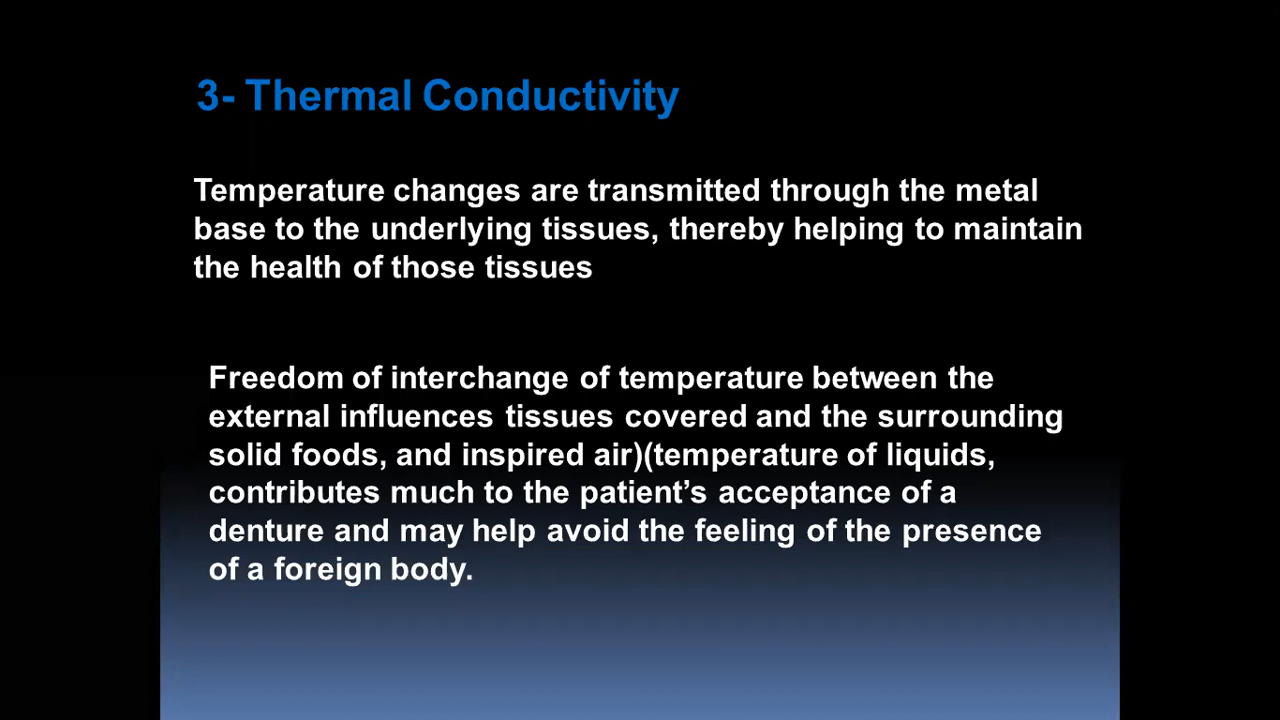 3- Thermal Conductivity
Temperature changes are transmitted through the metal
base to the underlying tissues, thereby helping to maintain
the health of those tissues
Freedom of interchange of temperature between the
external influences tissues covered and the surrounding
solid foods, and inspired air)(temperature of liquids,
contributes much to the patient’s acceptance of a
denture and may help avoid the feeling of the presence
of a foreign body.